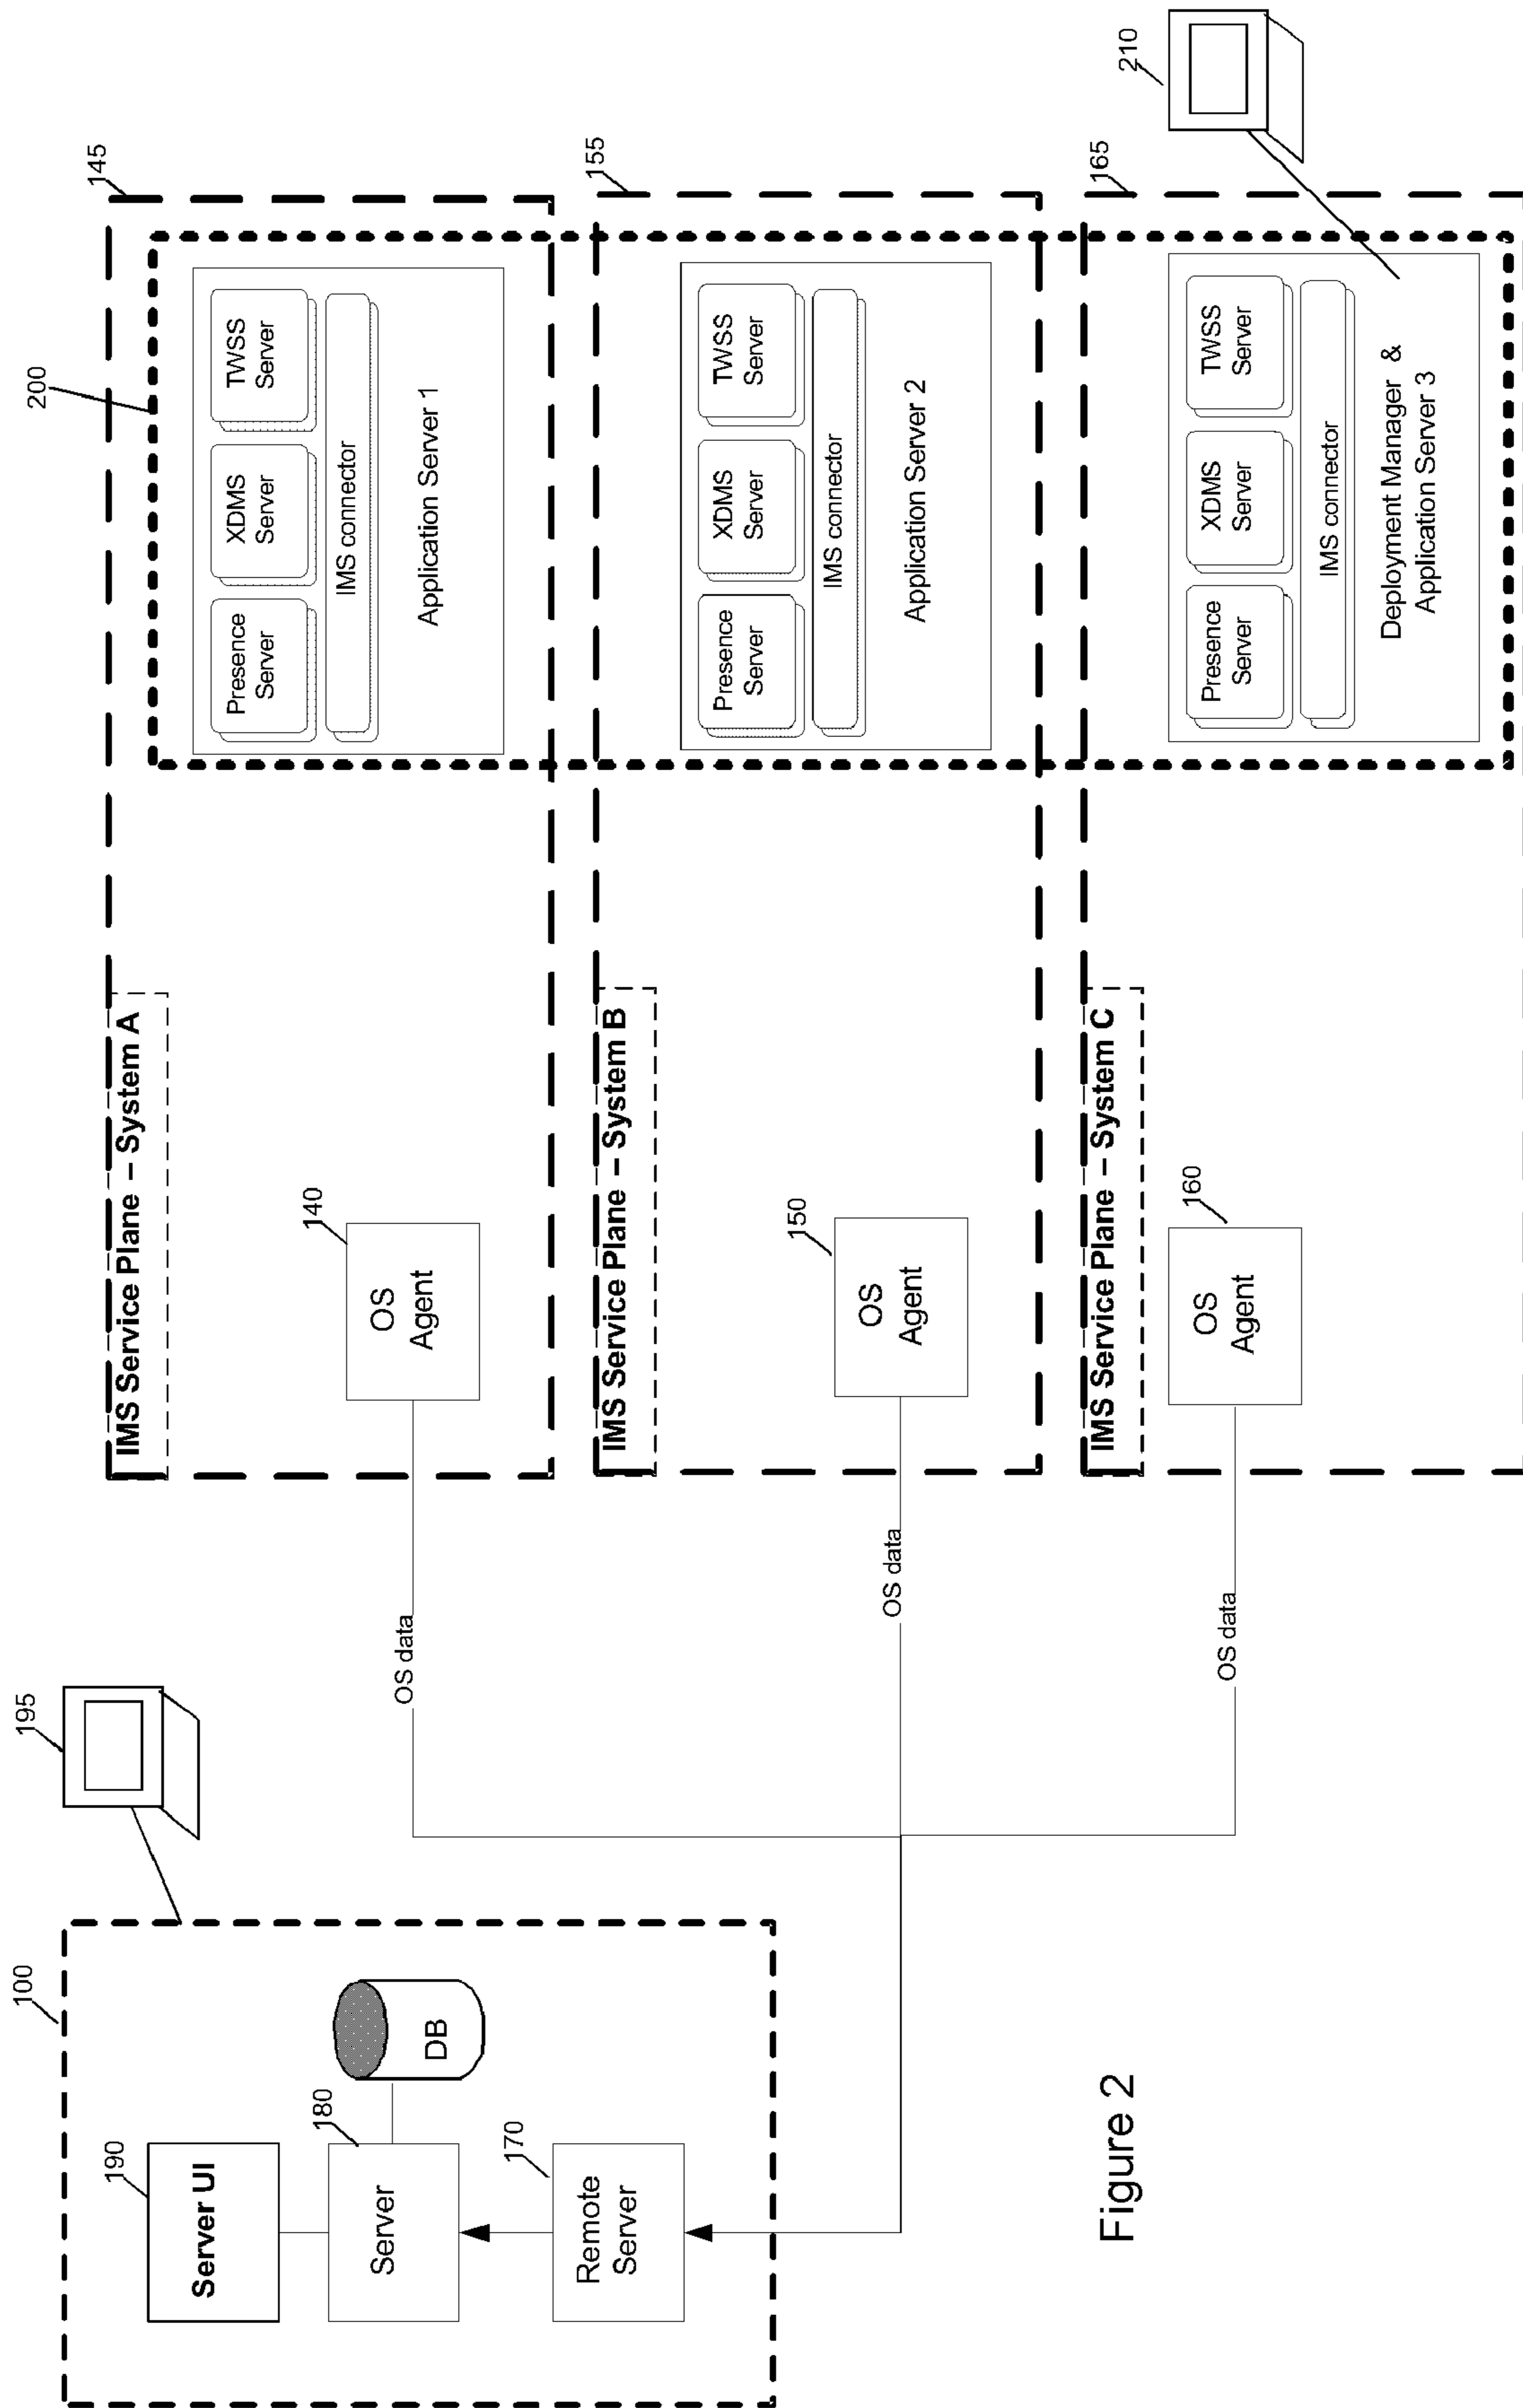 100
190
Server UI
180
Server
DB
170
Remote
Server
195
OS data
OS data
OS data
IMS Service Plane – System A
140
OS
Agent
145
200
Presence
Server
XDMS
Server
TWSS
Server
IMS connector
Application Server 1
IMS Service Plane – System B
150
OS
Agent
155
Presence
Server
XDMS
Server
TWSS
Server
IMS connector
Application Server 2
IMS Service Plane – System C
160
OS
Agent
165
210
Presence
Server
XDMS
Server
TWSS
Server
IMS connector
Deployment Manager &
Application Server 3
Figure 2